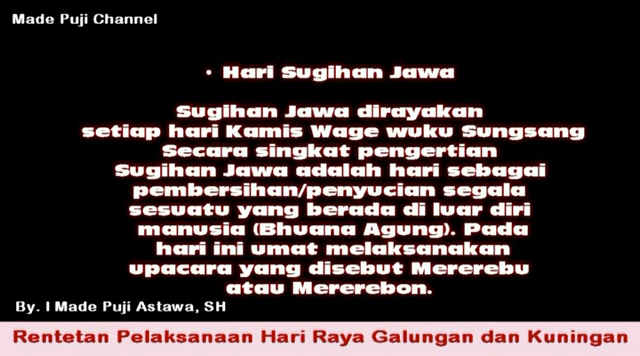 Made Puji Channel
• Hari Sugihan Jawa
Sugihan Jawa dirayakan
setiap hari Kamis Wage wuku Sungsang
Secara singkat pengertian
Sugihan Jawa adalah hari sebagai
pembersihan/penyucian segala
sesuatu yang berada di luar diri
manusia (Bhuana Agung). Pada
hari ini umat melaksanakan
upacara yang disebut Mererebu
atau Mererebon.
By. I Made Puji Astawa, SH
Rentetan Pelaksanaan Hari Raya Galungan dan Kuningan